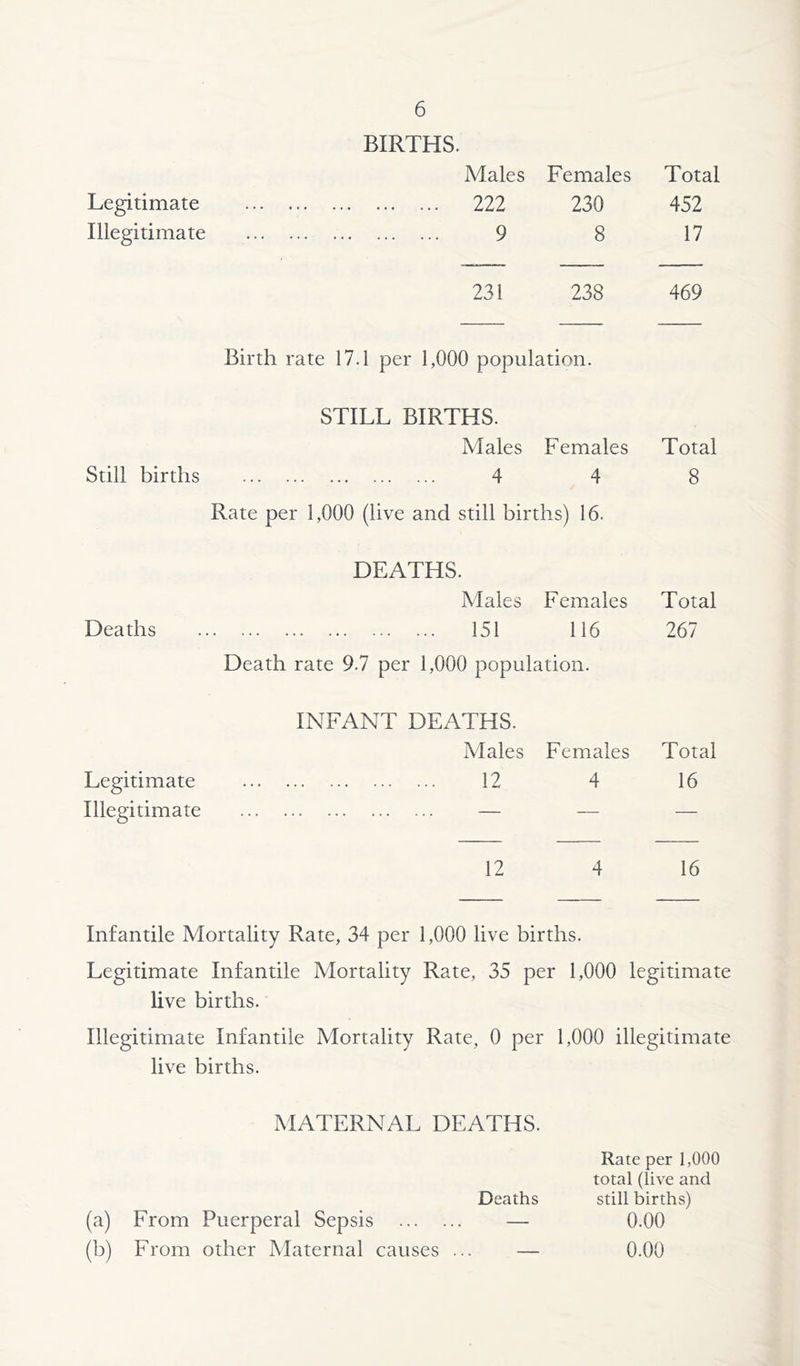 6
BIRTHS.
Males Females Total
Legitimate ... ... ... ... ... 222 230 452
Illegitimate ... ... ... ... ... 9 8 17
231 238 469
Birth rate 17.1 per 1,000 population.
STILL BIRTHS.
Males Females Total
Still births ... ... ... ... ... 4 4 8
Rate per 1,000 (live and still births) 16.
DEATHS.
Males Females Total
Deaths ... ... ... ... ... ... 151 116 267
Death rate 9.7 per 1,000 population.
INFANT DEATHS.
Males Females Total
Legitimate ... ... ... ... ... 12 4 16
Illegitimate ... ... ... ... ... — — —
12 4 16
Infantile Mortality Rate, 34 per 1,000 live births.
Legitimate Infantile Mortality Rate, 35 per 1,000 legitimate
live births.
Illegitimate Infantile Mortality Rate, 0 per 1,000 illegitimate
live births.
MATERNAL DEATHS.
Rate per 1,000
total (live and
Deaths still births)
(a) From Puerperal Sepsis ... ... — 0.00
(b) From other Maternal causes ... — 0.00